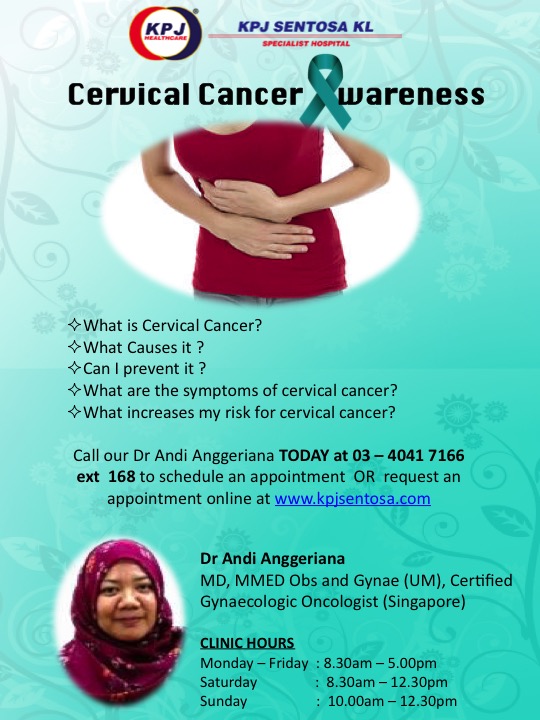 KPJ
HEALTHCARE
®
KPJ SENTOSA KL
SPECIALIST HOSPITAL
Cervical Cancer wareness
✧What is Cervical Cancer?
✧What Causes it ?
✧Can I prevent it ?
✧What are the symptoms of cervical cancer?
✧What increases my risk for cervical cancer?
Call our Dr Andi Anggeriana TODAY at 03 – 4041 7166
ext 168 to schedule an appointment OR request an
appointment online at www.kpjsentosa.com
Dr Andi Anggeriana
MD, MMED Obs and Gynae (UM), Certified
Gynaecologic Oncologist (Singapore)
CLINIC HOURS
Monday – Friday : 8.30am – 5.00pm
Saturday : 8.30am – 12.30pm
Sunday : 10.00am – 12.30pm